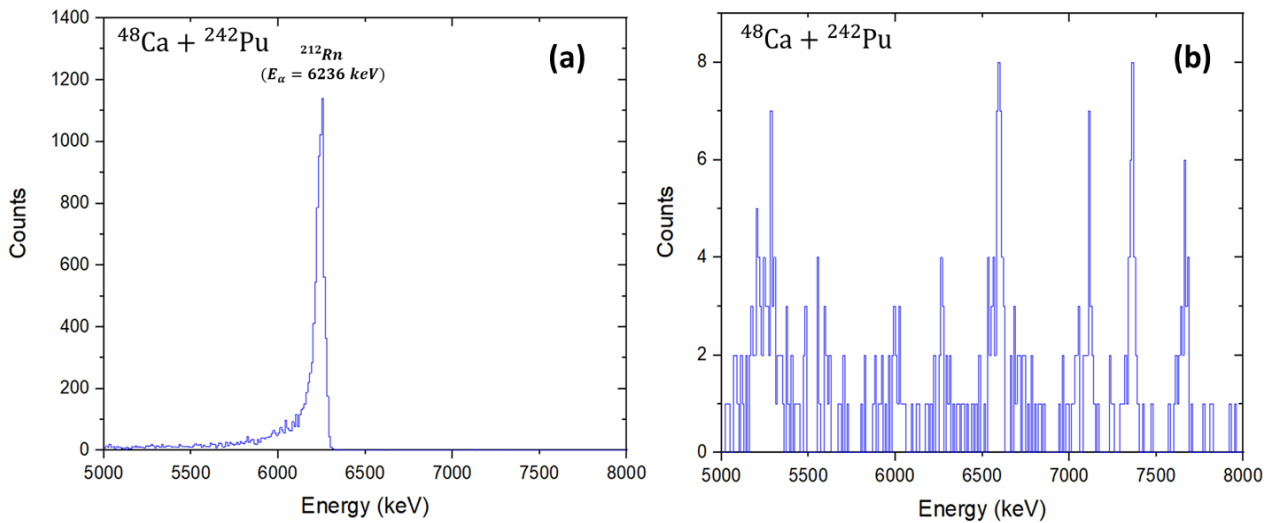 ⁴⁸Ca + ²⁴²Pu
²¹²Rn
(Eα = 6236 keV)
(a)
1400
1200
1000
800
600
400
200
0
Counts
5000 5500 6000 6500 7000 7500 8000
Energy (keV)
⁴⁸Ca + ²⁴²Pu
(b)
8
6
4
2
0
Counts
5000 5500 6000 6500 7000 7500 8000
Energy (keV)